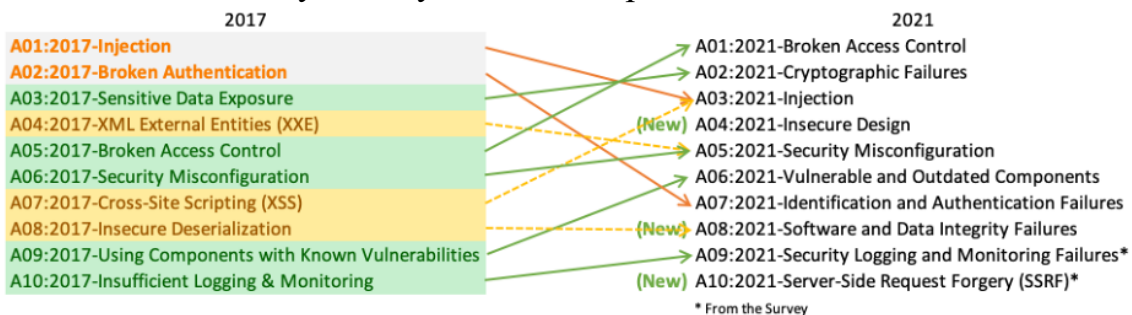 2017
2021
A01:2017-Injection
A02:2017-Broken Authentication
A03:2017-Sensitive Data Exposure
A04:2017-XML External Entities (XXE)
A05:2017-Broken Access Control
A06:2017-Security Misconfiguration
A07:2017-Cross-Site Scripting (XSS)
A08:2017-Insecure Deserialization
A09:2017-Using Components with Known Vulnerabilities
A10:2017-Insufficient Logging & Monitoring
A01:2021-Broken Access Control
A02:2021-Cryptographic Failures
A03:2021-Injection
(New) A04:2021-Insecure Design
A05:2021-Security Misconfiguration
A06:2021-Vulnerable and Outdated Components
A07:2021-Identification and Authentication Failures
(New) A08:2021-Software and Data Integrity Failures
A09:2021-Security Logging and Monitoring Failures*
(New) A10:2021-Server-Side Request Forgery (SSRF)*
* From the Survey